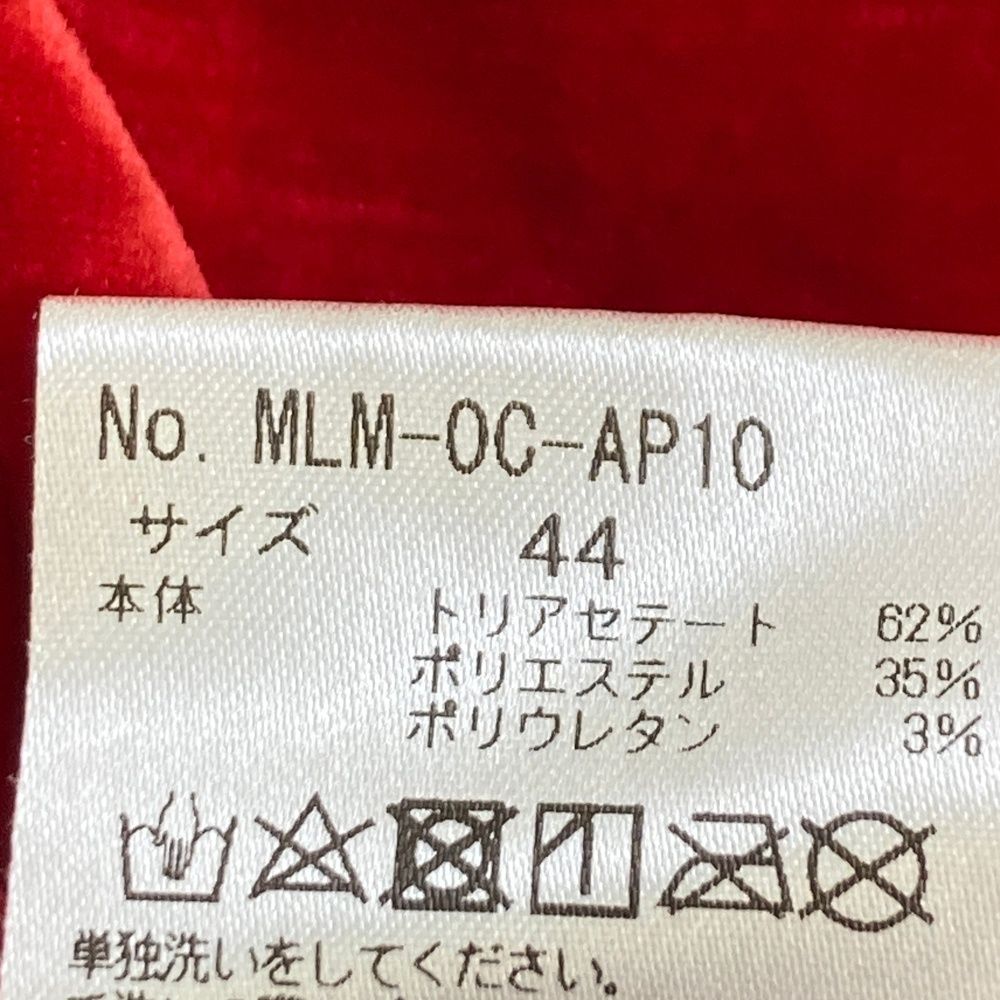 No. MLM-OC-AP10
サイズ 44
本体 トリアセテート 62%
ポリエステル 35%
ポリウレタン 3%
単独洗いをしてください。